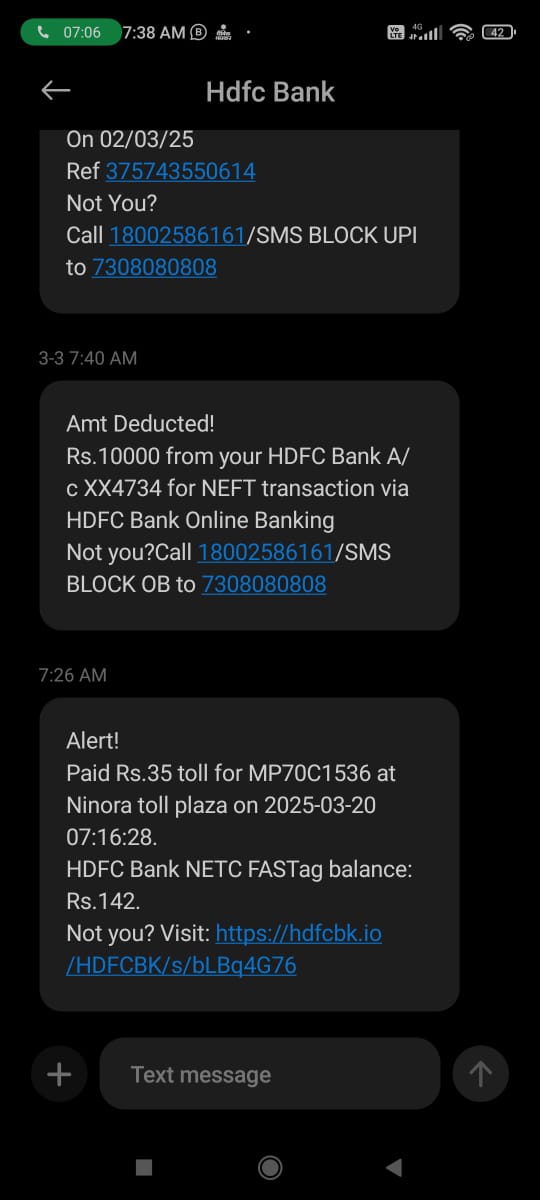 07:06 7:38 AM
4G 42
Hdfc Bank
On 02/03/25
Ref 375743550614
Not You?
Call 18002586161/SMS BLOCK UPI
to 7308080808
3-3 7:40 AM
Amt Deducted!
Rs.10000 from your HDFC Bank A/
c XX4734 for NEFT transaction via
HDFC Bank Online Banking
Not you?Call 18002586161/SMS
BLOCK OB to 7308080808
7:26 AM
Alert!
Paid Rs.35 toll for MP70C1536 at
Ninora toll plaza on 2025-03-20
07:16:28.
HDFC Bank NETC FASTag balance:
Rs.142.
Not you? Visit: https://hdfcbk.io
/HDFCBK/s/bLBq4G76
Text message